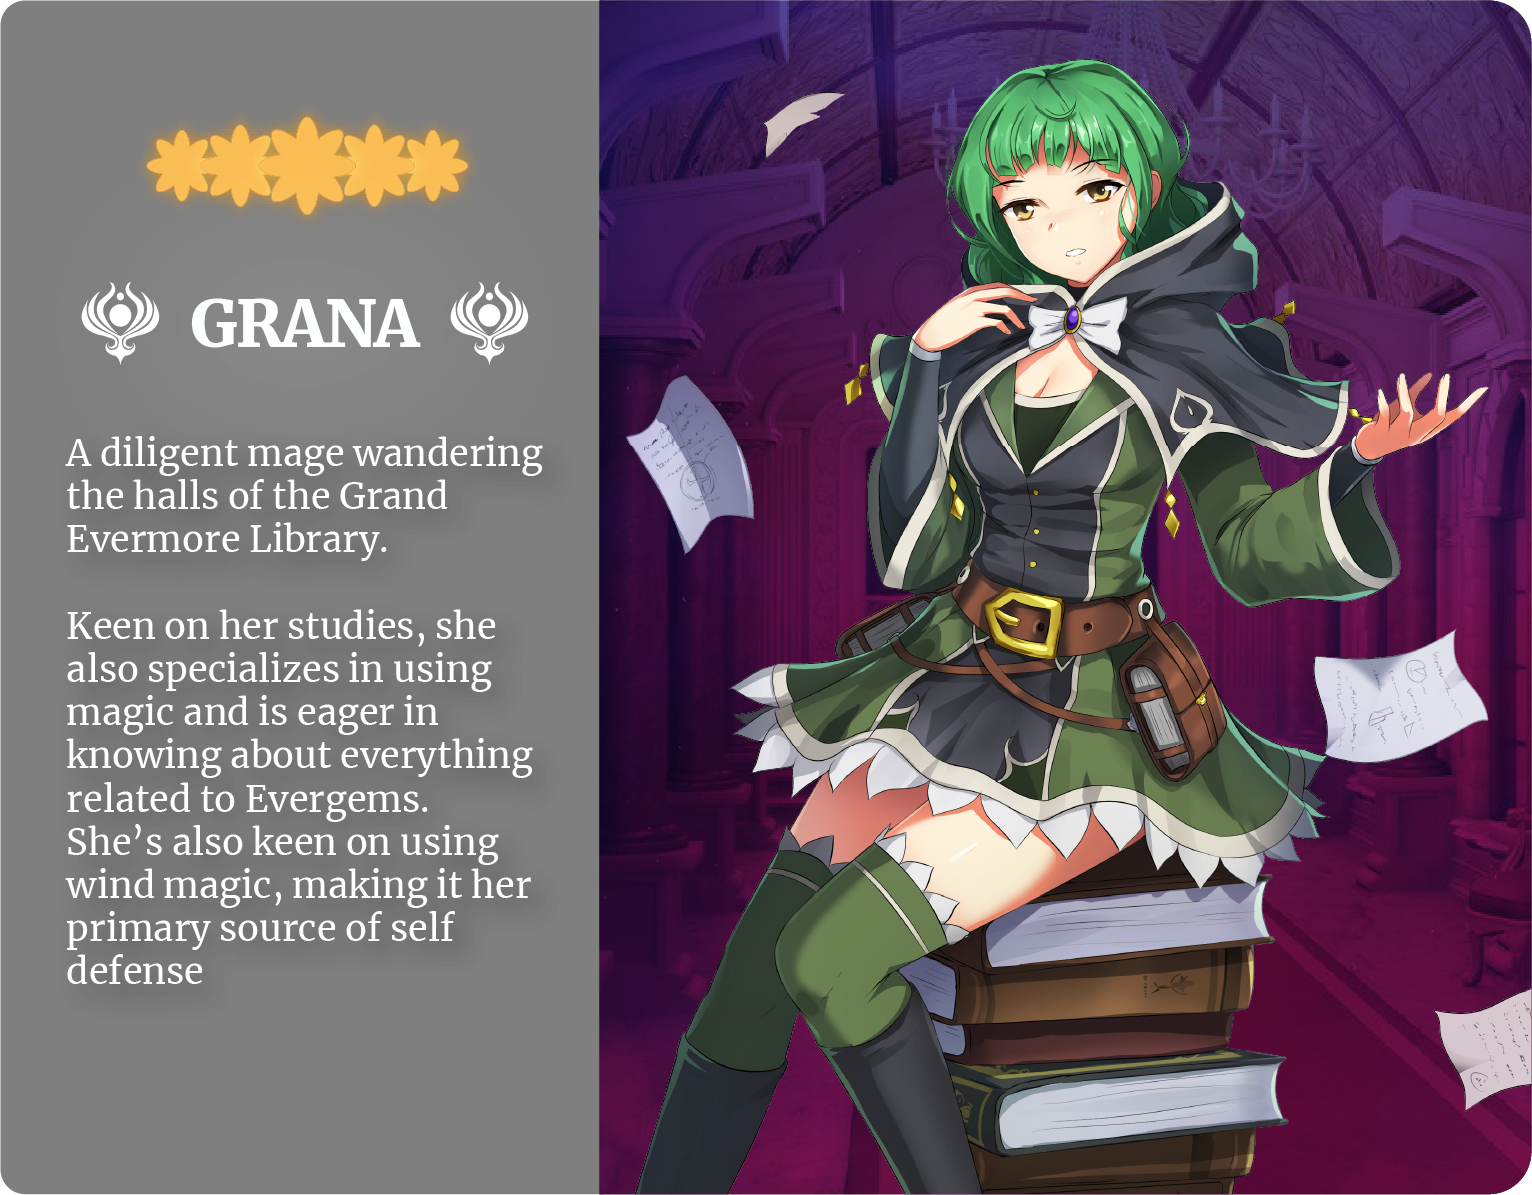 GRANA
A diligent mage wandering
the halls of the Grand
Evermore Library.
Keen on her studies, she
also specializes in using
magic and is eager in
knowing about everything
related to Evergems.
She’s also keen on using
wind magic, making it her
primary source of self
defense